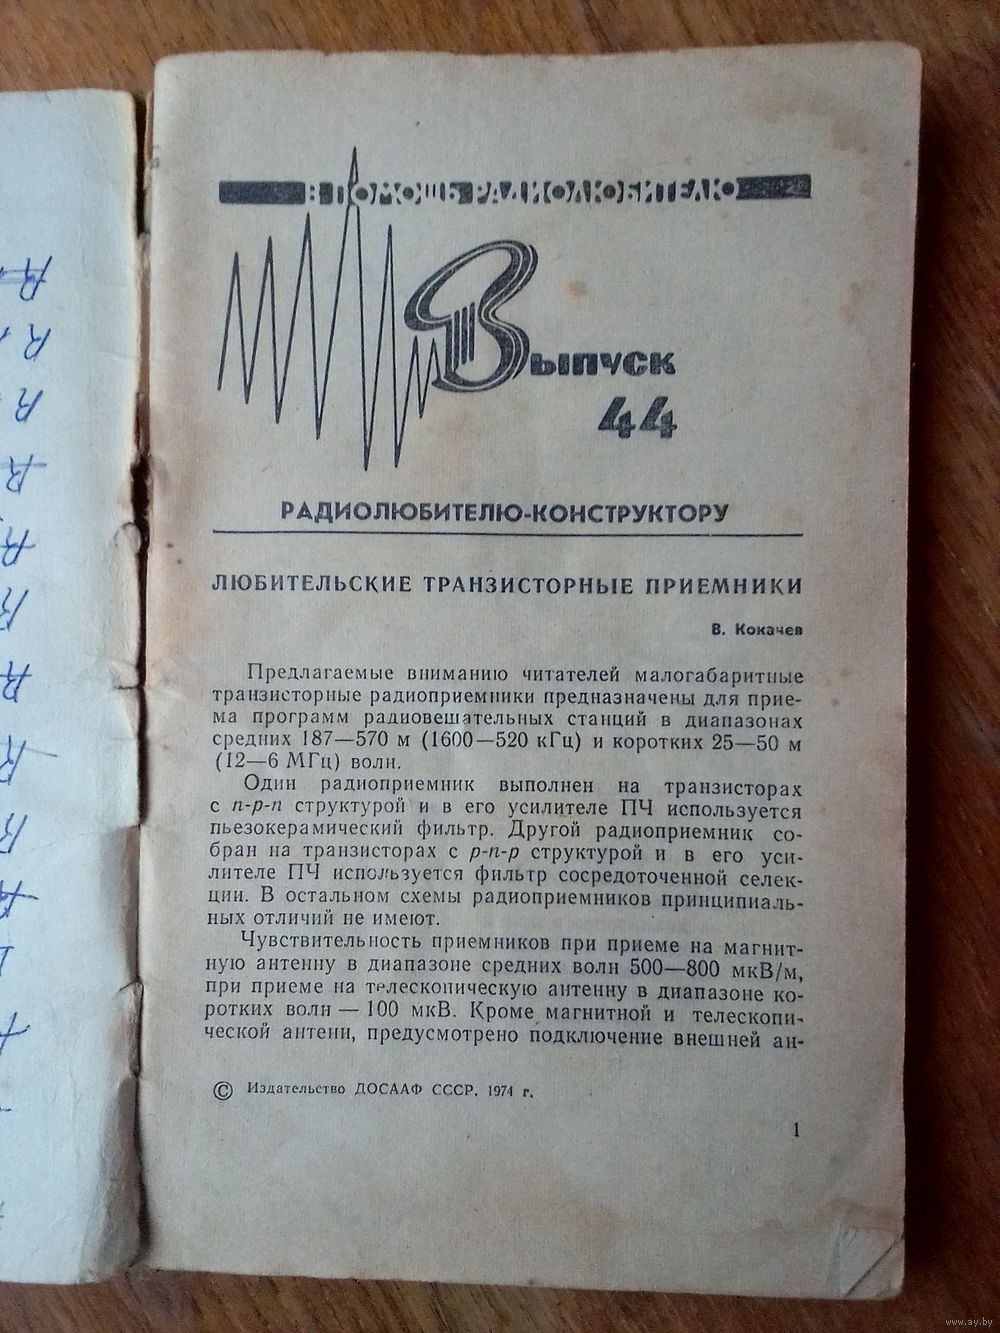 В ПОМОЩЬ РАДИОЛЮБИТЕЛЮ
Выпуск
44
РАДИОЛЮБИТЕЛЮ-КОНСТРУКТОРУ
ЛЮБИТЕЛЬСКИЕ ТРАНЗИСТОРНЫЕ ПРИЕМНИКИ
В. Кокачев
Предлагаемые вниманию читателей малогабаритные
транзисторные радиоприемники предназначены для прие-
ма программ радиовещательных станций в диапазонах
средних 187—570 м (1600—520 кГц) и коротких 25—50 м
(12—6 МГц) волн.
Один радиоприемник выполнен на транзисторах
с n-p-n структурой и в его усилителе ПЧ используется
пьезокерамический фильтр. Другой радиоприемник со-
бран на транзисторах с p-n-p структурой и в его уси-
лителе ПЧ используется фильтр сосредоточенной селек-
ции. В остальном схемы радиоприемников принципиаль-
ных отличий не имеют.
Чувствительность приемников при приеме на магнит-
ную антенну в диапазоне средних волн 500—800 мкВ/м,
при приеме на телескопическую антенну в диапазоне ко-
ротких волн — 100 мкВ. Кроме магнитной и телескопи-
ческой антенн, предусмотрено подключение внешней ан-
© Издательство ДОСААФ СССР, 1974 г.
1
www.ay.by